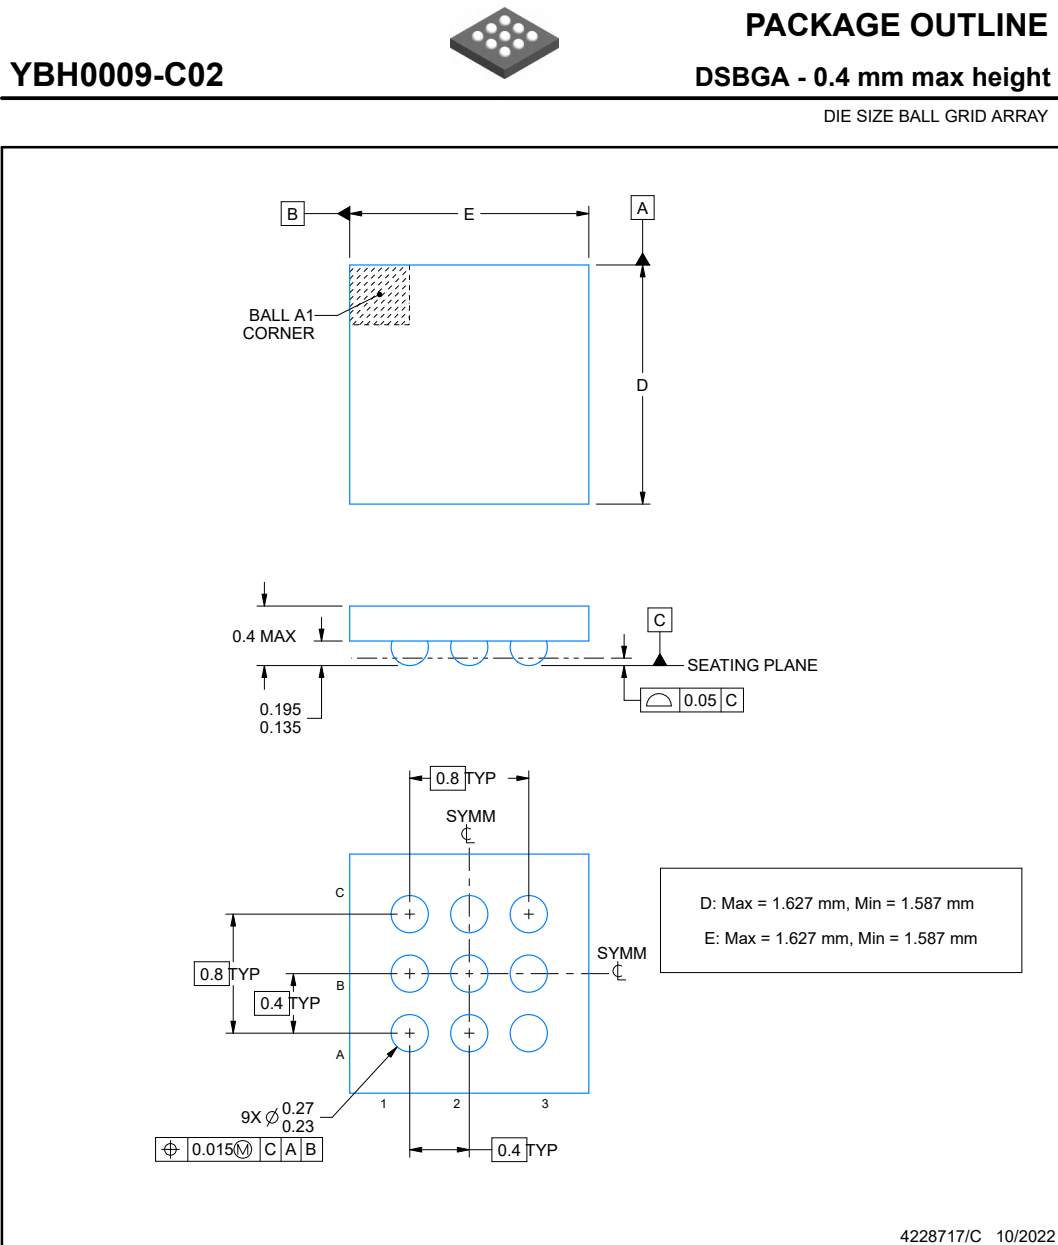 PACKAGE OUTLINE
YBH0009-C02
DSBGA - 0.4 mm max height
DIE SIZE BALL GRID ARRAY
B
E
A
BALL A1
CORNER
D
0.4 MAX
C
SEATING PLANE
0.05 C
0.195
0.135
0.8 TYP
SYMM
C
D: Max = 1.627 mm, Min = 1.587 mm
E: Max = 1.627 mm, Min = 1.587 mm
SYMM
0.8 TYP
B
0.4 TYP
A
1 2 3
9X ⌀ 0.27
0.23
⌖ 0.015Ⓜ C A B
0.4 TYP
4228717/C 10/2022